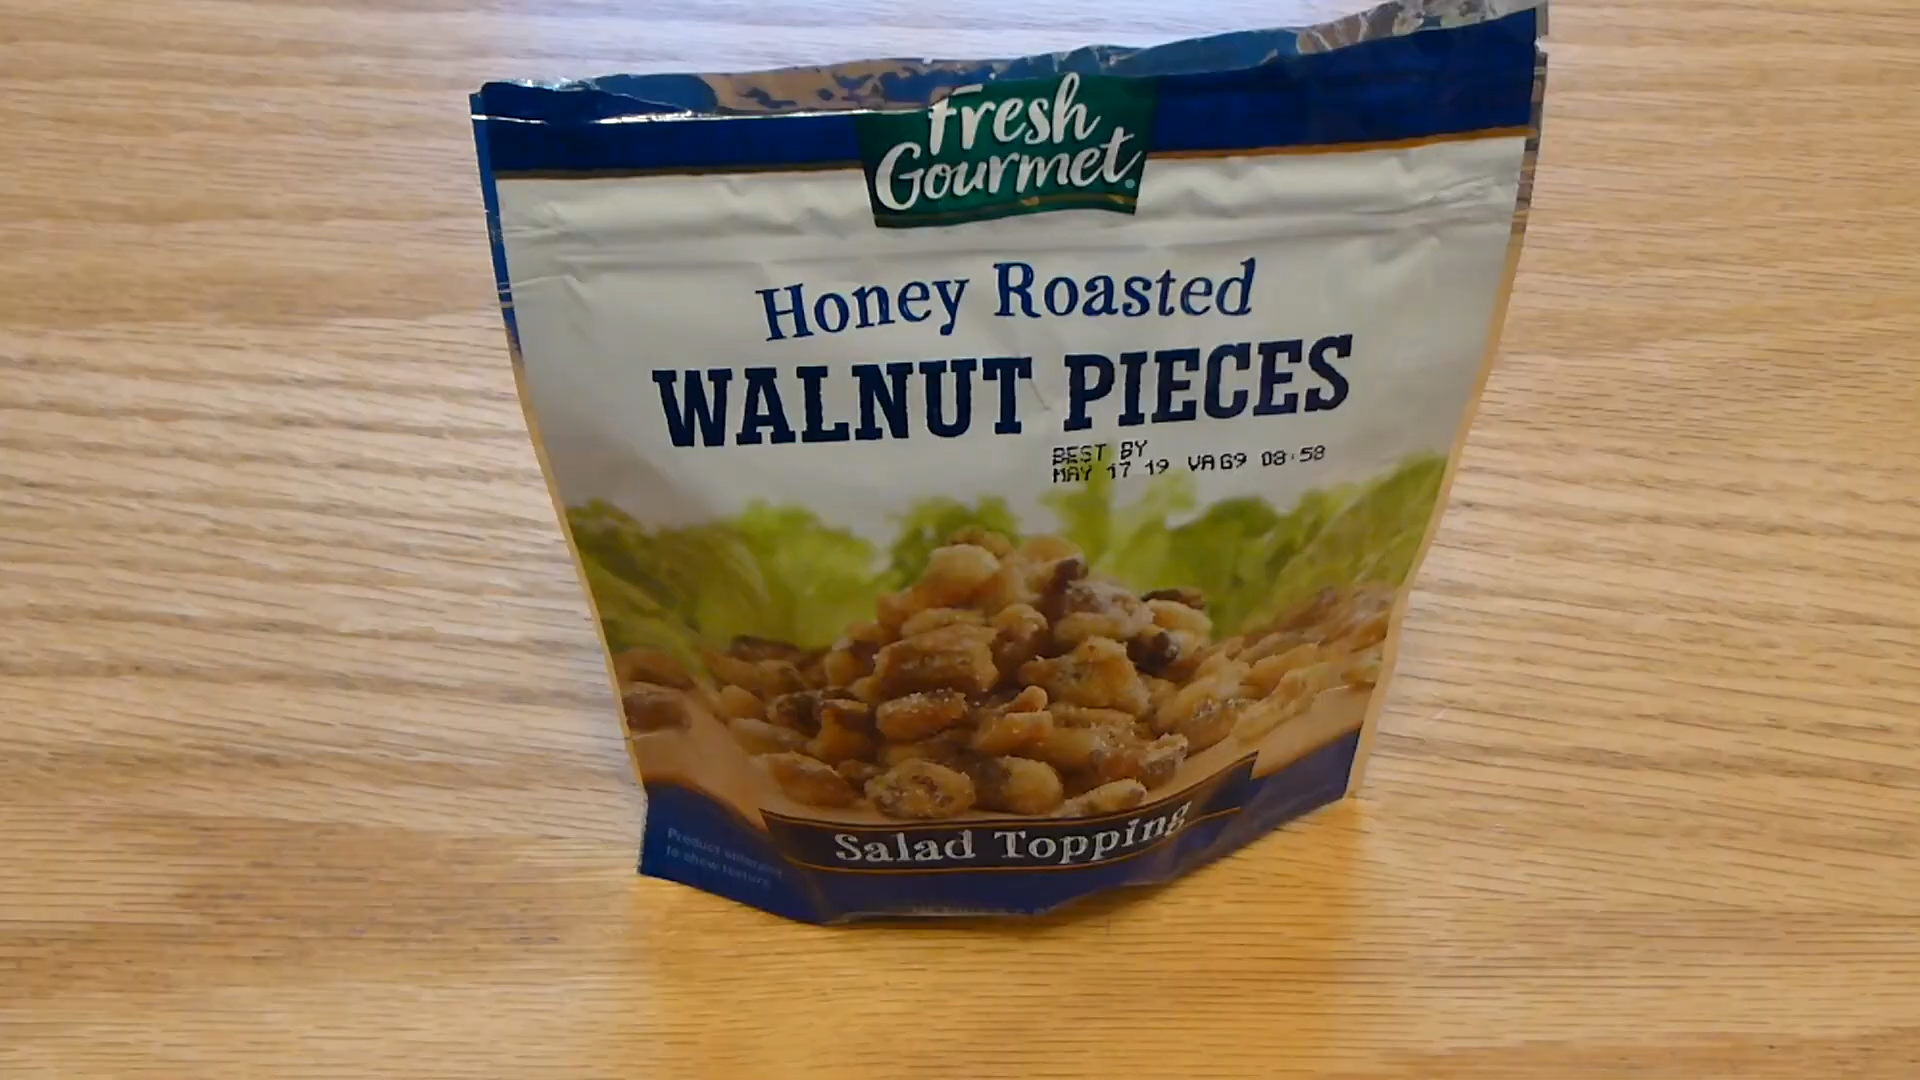 Fresh
Gourmet®
Honey Roasted
WALNUT PIECES
BEST BY
MAY 17 19 VA69 08:58
Salad Topping
Product enlarged
to show texture